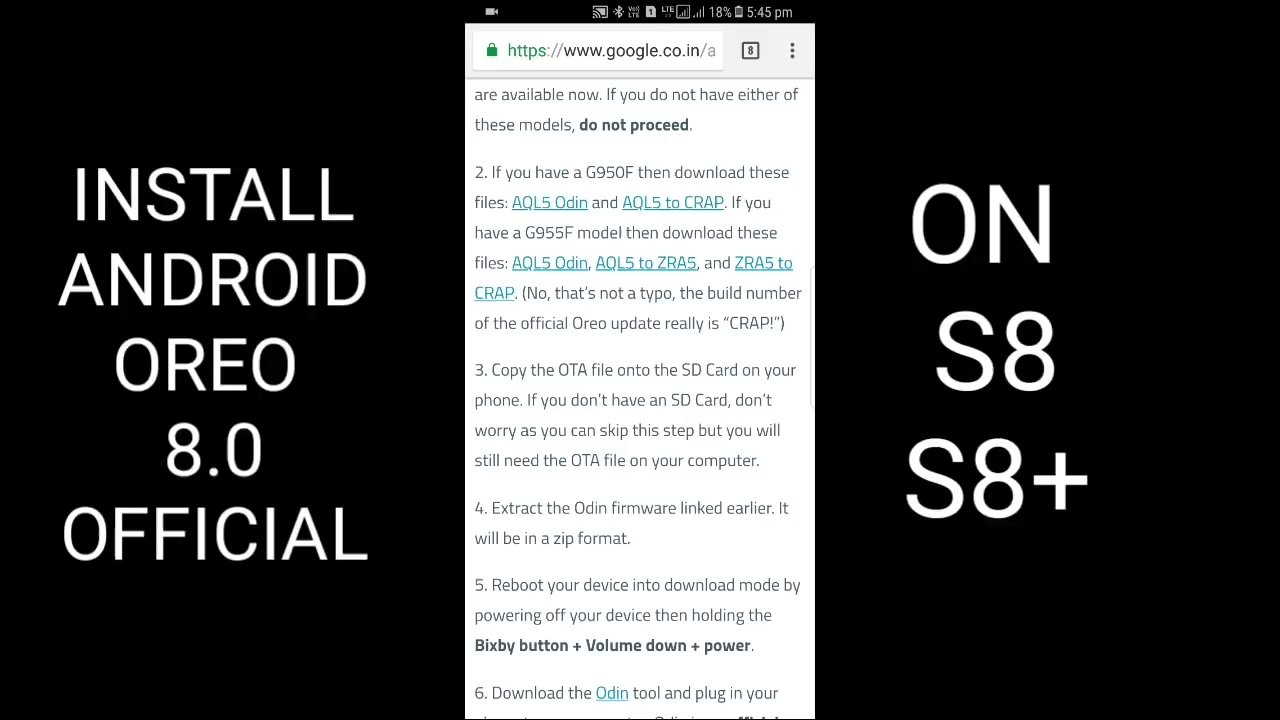 INSTALL
ANDROID
OREO
8.0
OFFICIAL
18% 5:45 pm
https://www.google.co.in/a 8
are available now. If you do not have either of
these models, do not proceed.
2. If you have a G950F then download these
files: AQL5 Odin and AQL5 to CRAP. If you
have a G955F model then download these
files: AQL5 Odin, AQL5 to ZRA5, and ZRA5 to
CRAP. (No, that's not a typo, the build number
of the official Oreo update really is “CRAP!”)
3. Copy the OTA file onto the SD Card on your
phone. If you don't have an SD Card, don't
worry as you can skip this step but you will
still need the OTA file on your computer.
4. Extract the Odin firmware linked earlier. It
will be in a zip format.
5. Reboot your device into download mode by
powering off your device then holding the
Bixby button + Volume down + power.
6. Download the Odin tool and plug in your
ON
S8
S8+